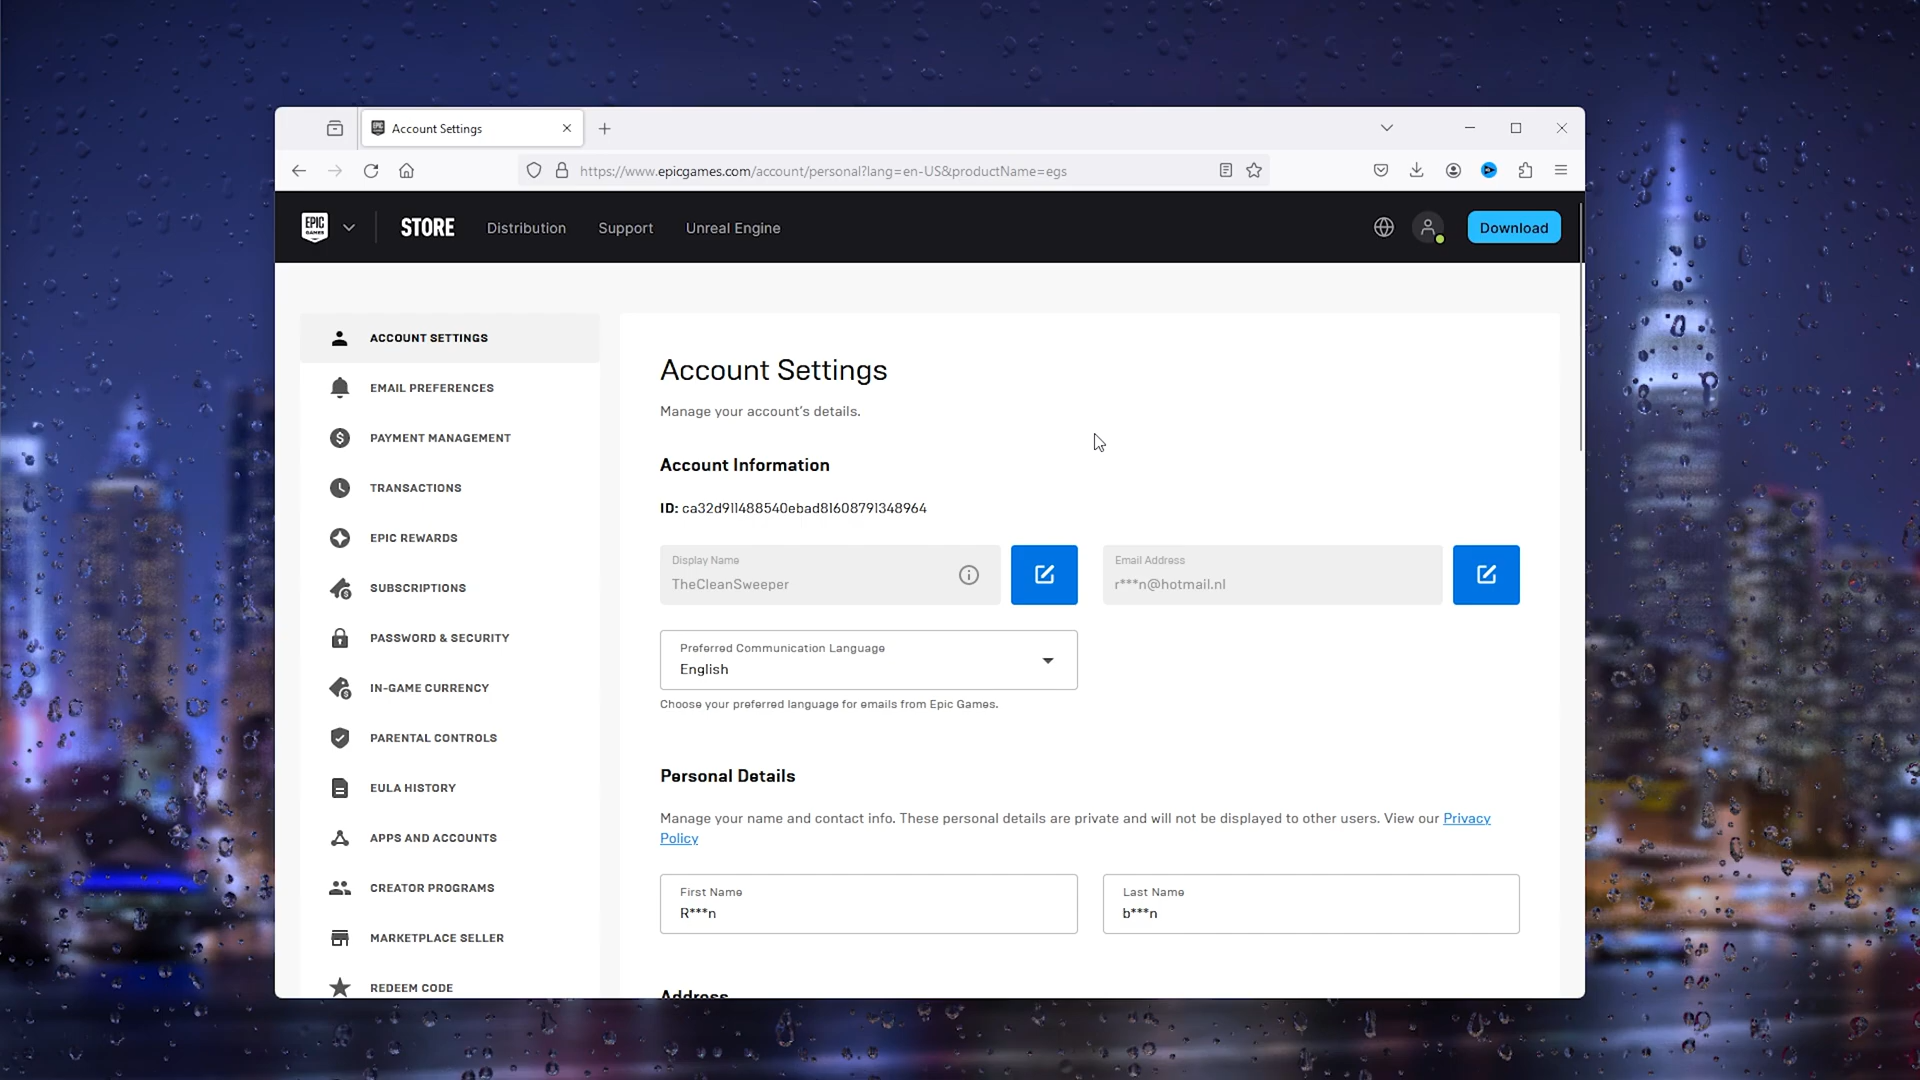 Account Settings
https://www.epicgames.com/account/personal?lang=en-US&productName=egs
EPIC GAMES
STORE
Distribution
Support
Unreal Engine
Download
ACCOUNT SETTINGS
EMAIL PREFERENCES
PAYMENT MANAGEMENT
TRANSACTIONS
EPIC REWARDS
SUBSCRIPTIONS
PASSWORD & SECURITY
IN-GAME CURRENCY
PARENTAL CONTROLS
EULA HISTORY
APPS AND ACCOUNTS
CREATOR PROGRAMS
MARKETPLACE SELLER
REDEEM CODE
Account Settings
Manage your account's details.
Account Information
ID: ca32d911488540ebad81608791348964
Display Name
TheCleanSweeper
Email Address
r***n@hotmail.nl
Preferred Communication Language
English
Choose your preferred language for emails from Epic Games.
Personal Details
Manage your name and contact info. These personal details are private and will not be displayed to other users. View our Privacy
Policy
First Name
R***n
Last Name
b***n
Address